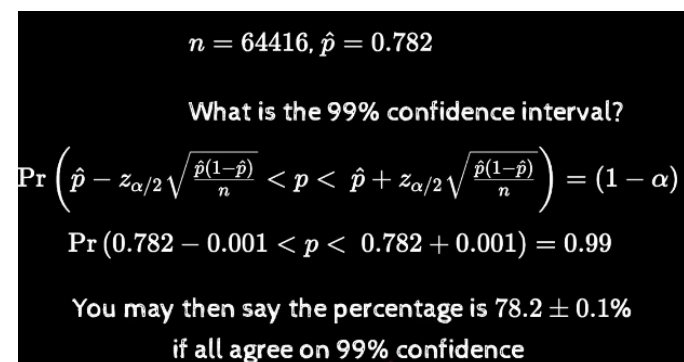 n = 64416, p̂ = 0.782
What is the 99% confidence interval?
Pr ( p̂ − z_{α/2} √(p̂(1−p̂)/n) < p < p̂ + z_{α/2} √(p̂(1−p̂)/n) ) = (1 − α)
Pr (0.782 − 0.001 < p < 0.782 + 0.001) = 0.99
You may then say the percentage is 78.2 ± 0.1%
if all agree on 99% confidence